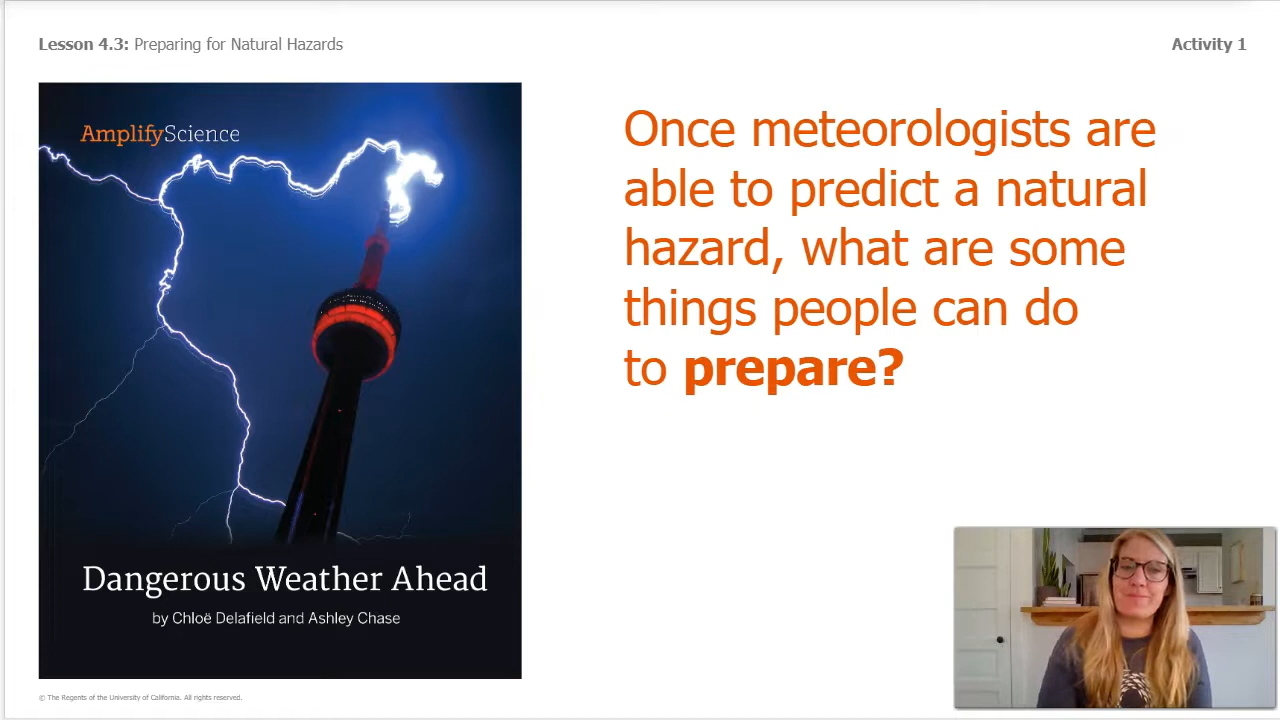 Lesson 4.3: Preparing for Natural Hazards
Activity 1
AmplifyScience
Dangerous Weather Ahead
by Chloë Delafield and Ashley Chase
Once meteorologists are
able to predict a natural
hazard, what are some
things people can do
to prepare?
© The Regents of the University of California. All rights reserved.